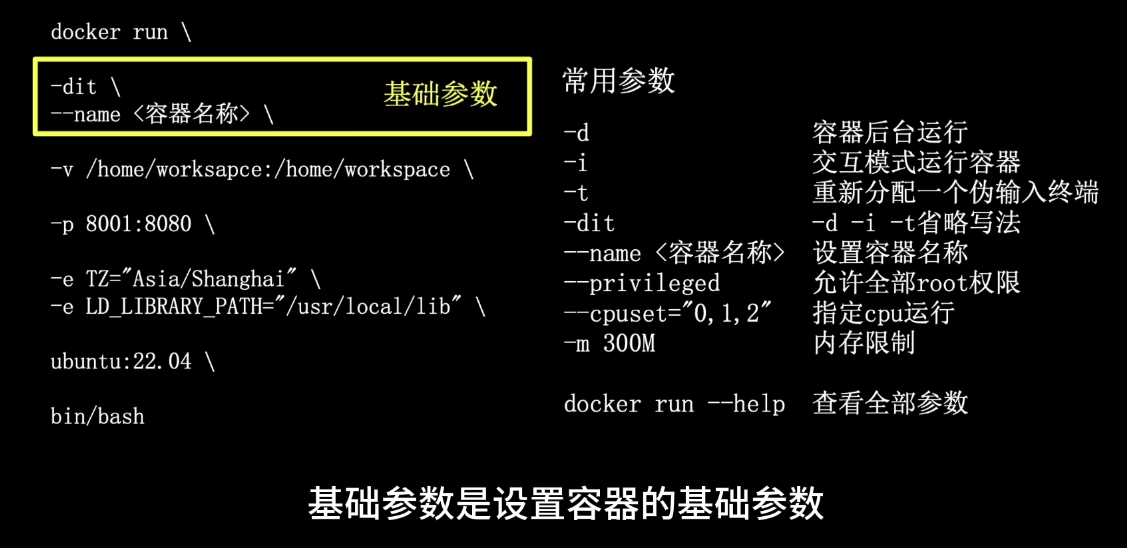 docker run \
-dit \
--name <容器名称> \
基础参数
-v /home/worksapce:/home/workspace \
-p 8001:8080 \
-e TZ="Asia/Shanghai" \
-e LD_LIBRARY_PATH="/usr/local/lib" \
ubuntu:22.04 \
bin/bash
常用参数
-d 容器后台运行
-i 交互模式运行容器
-t 重新分配一个伪输入终端
-dit -d -i -t省略写法
--name <容器名称> 设置容器名称
--privileged 允许全部root权限
--cpuset="0,1,2" 指定cpu运行
-m 300M 内存限制
docker run --help 查看全部参数
基础参数是设置容器的基础参数